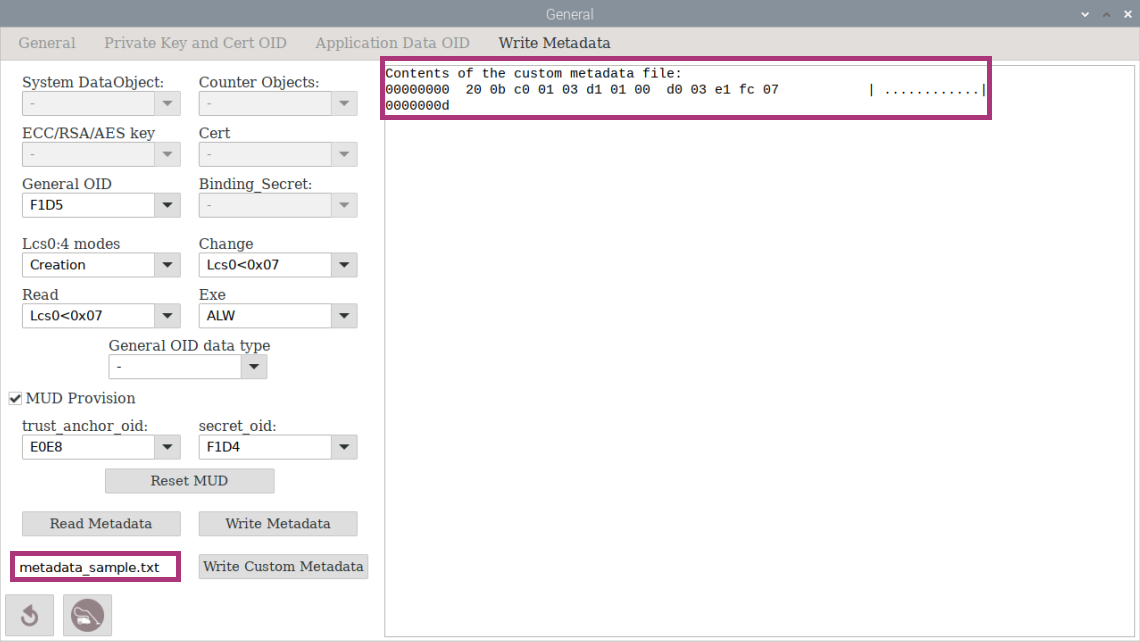 General
General Private Key and Cert OID Application Data OID Write Metadata
System DataObject: Counter Objects:
- -
ECC/RSA/AES key Cert
- -
General OID Binding_Secret:
F1D5 -
Lcs0:4 modes Change
Creation Lcs0<0x07
Read Exe
Lcs0<0x07 ALW
General OID data type
-
MUD Provision
trust_anchor_oid: secret_oid:
E0E8 F1D4
Reset MUD
Read Metadata Write Metadata
metadata_sample.txt Write Custom Metadata
Contents of the custom metadata file:
00000000  20 0b c0 01 03 d1 01 00  d0 03 e1 fc 07           | ............|
0000000d